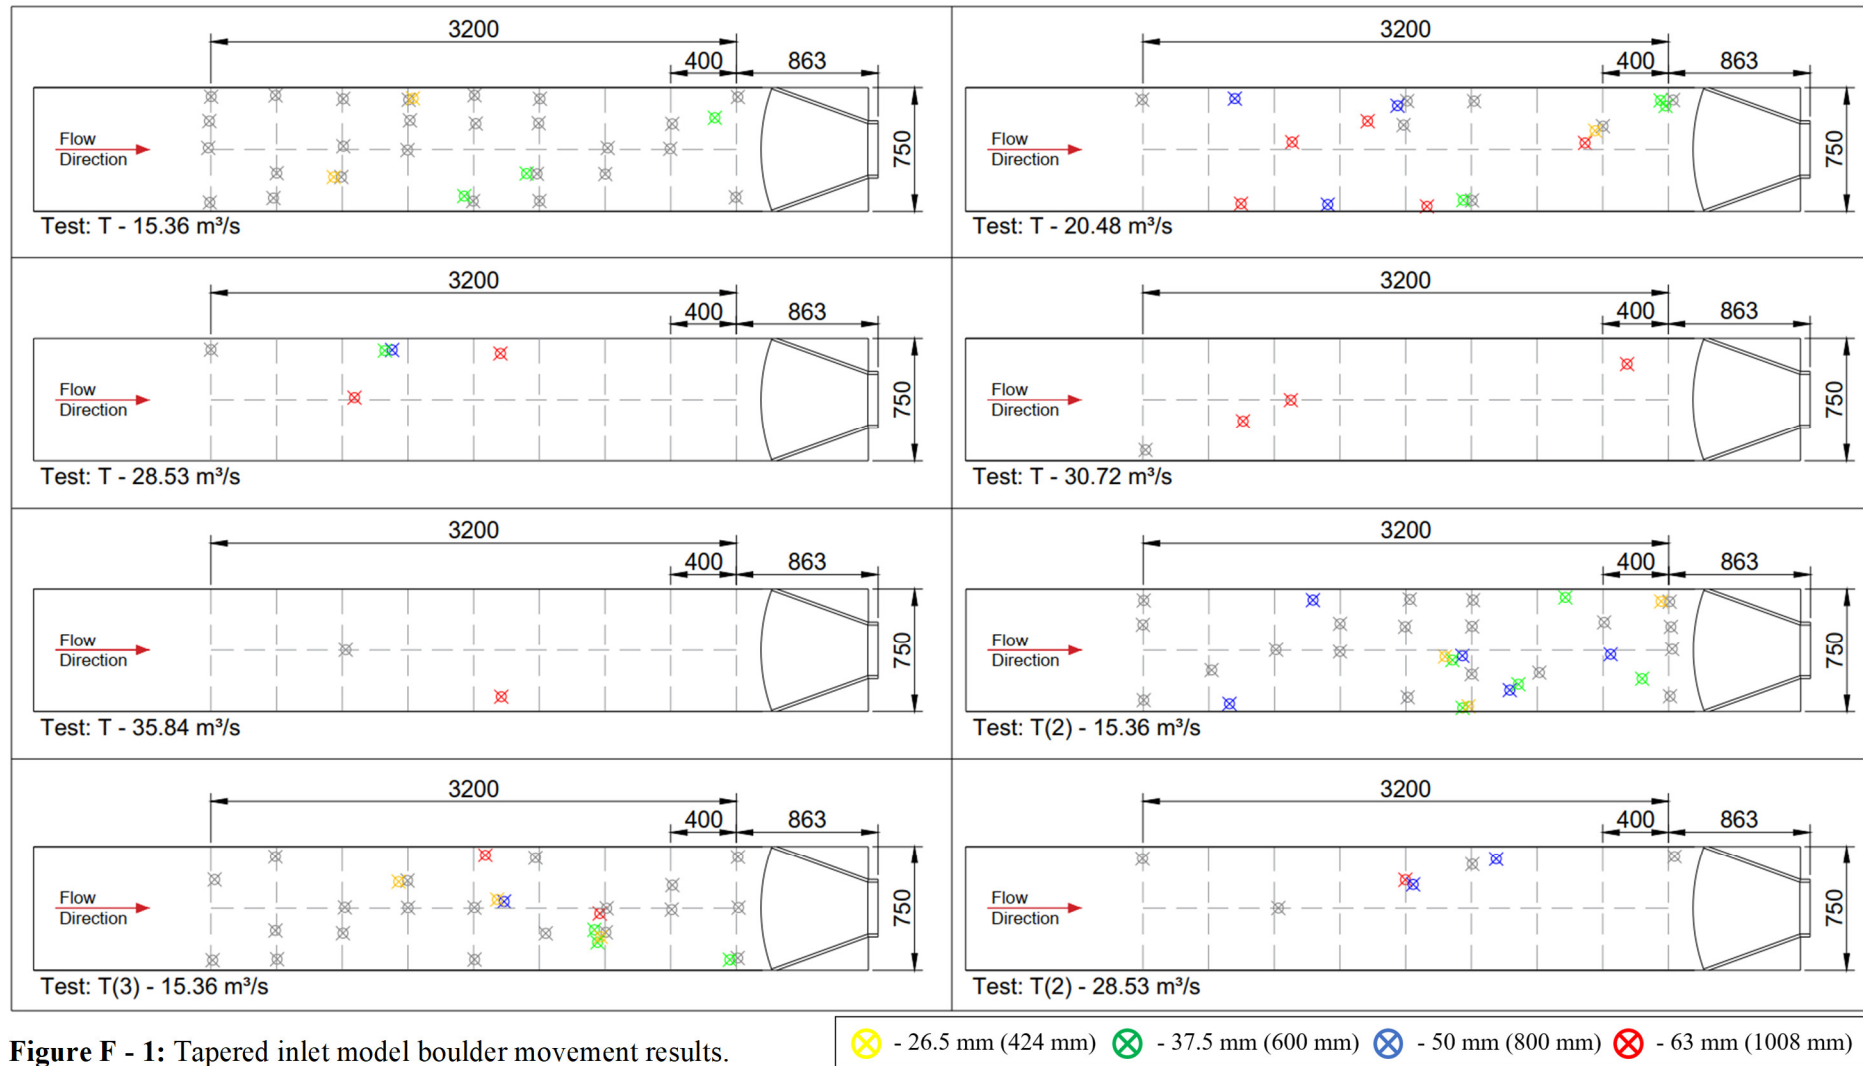 3200
400 863
Flow
Direction
750
Test: T - 15.36 m³/s
3200
400 863
Flow
Direction
750
Test: T - 20.48 m³/s
3200
400 863
Flow
Direction
750
Test: T - 28.53 m³/s
3200
400 863
Flow
Direction
750
Test: T - 30.72 m³/s
3200
400 863
Flow
Direction
750
Test: T - 35.84 m³/s
3200
400 863
Flow
Direction
750
Test: T(2) - 15.36 m³/s
3200
400 863
Flow
Direction
750
Test: T(3) - 15.36 m³/s
3200
400 863
Flow
Direction
750
Test: T(2) - 28.53 m³/s
Figure F - 1: Tapered inlet model boulder movement results.
- 26.5 mm (424 mm) - 37.5 mm (600 mm) - 50 mm (800 mm) - 63 mm (1008 mm)